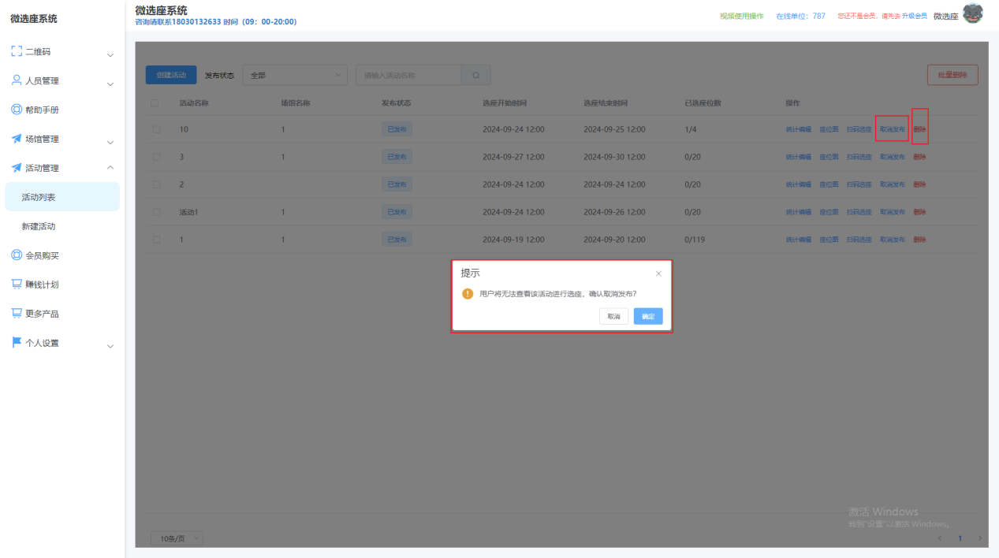 微选座系统
微选座系统
咨询请联系18030132633 时间（09：00-20:00）
视频使用操作 在线单位：787 您还不是会员，请先去 升级会员 微选座
二维码
人员管理
帮助手册
场馆管理
活动管理
活动列表
新建活动
会员购买
赚钱计划
更多产品
个人设置
创建活动 发布状态 全部 请输入活动名称 批量删除
活动名称 场馆名称 发布状态 选座开始时间 选座结束时间 已选座位数 操作
10 1 已发布 2024-09-24 12:00 2024-09-25 12:00 1/4 统计编辑 座位图 扫码选座 取消发布 删除
3 1 已发布 2024-09-27 12:00 2024-09-30 12:00 0/20 统计编辑 座位图 扫码选座 取消发布 删除
2 1 已发布 2024-09-24 12:00 2024-09-24 12:00 0/20 统计编辑 座位图 扫码选座 取消发布 删除
活动1 1 已发布 2024-09-24 12:00 2024-09-26 12:00 0/20 统计编辑 座位图 扫码选座 取消发布 删除
1 1 已发布 2024-09-19 12:00 2024-09-20 12:00 0/119 统计编辑 座位图 扫码选座 取消发布 删除
提示
用户将无法查看该活动进行选座，确认取消发布？
取消 确定
激活 Windows
转到"设置"以激活 Windows。
10条/页 1